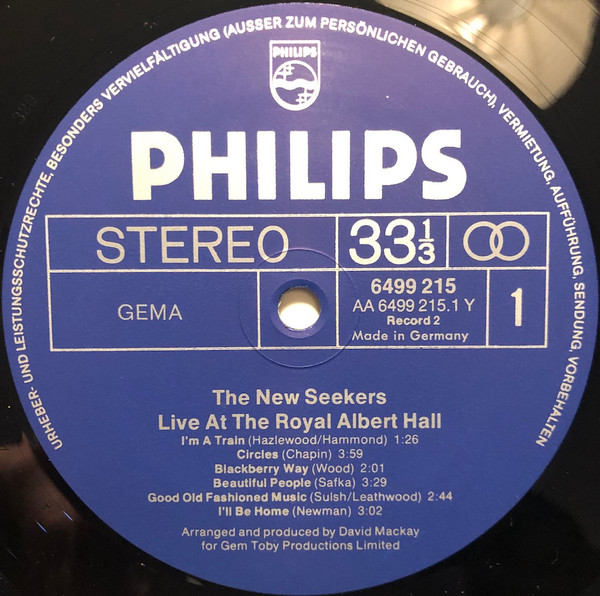 URHEBER- UND LEISTUNGSSCHUTZRECHTE, BESONDERS VERVIELFÄLTIGUNG (AUSSER ZUM PERSÖNLICHEN GEBRAUCH), VERMIETUNG, AUFFÜHRUNG, SENDUNG, VORBEHALTEN
PHILIPS
PHILIPS
STEREO
33 1/3
GEMA
6499 215
AA 6499 215.1 Y
Record 2
Made in Germany
1
The New Seekers
Live At The Royal Albert Hall
I'm A Train (Hazlewood/Hammond) 1:26
Circles (Chapin) 3:59
Blackberry Way (Wood) 2:01
Beautiful People (Safka) 3:29
Good Old Fashioned Music (Sulsh/Leathwood) 2:44
I'll Be Home (Newman) 3:02
Arranged and produced by David Mackay
for Gem Toby Productions Limited